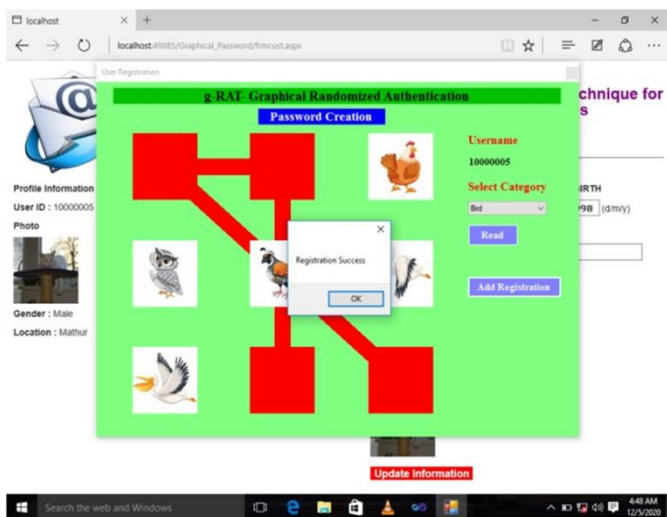 localhost
localhost:49885/Graphical_Password/frmcust.aspx
User Registration
g-RAT- Graphical Randomized Authentication
Password Creation
chnique for
s
Username
10000005
Select Category
Bird
Read
Add Registration
Registration Success
OK
Profile Information
User ID : 10000005
Photo
Gender : Male
Location : Mathur
IRTH
998 (d/m/y)
Update Information
Search the web and Windows
4:48 AM
12/5/2020